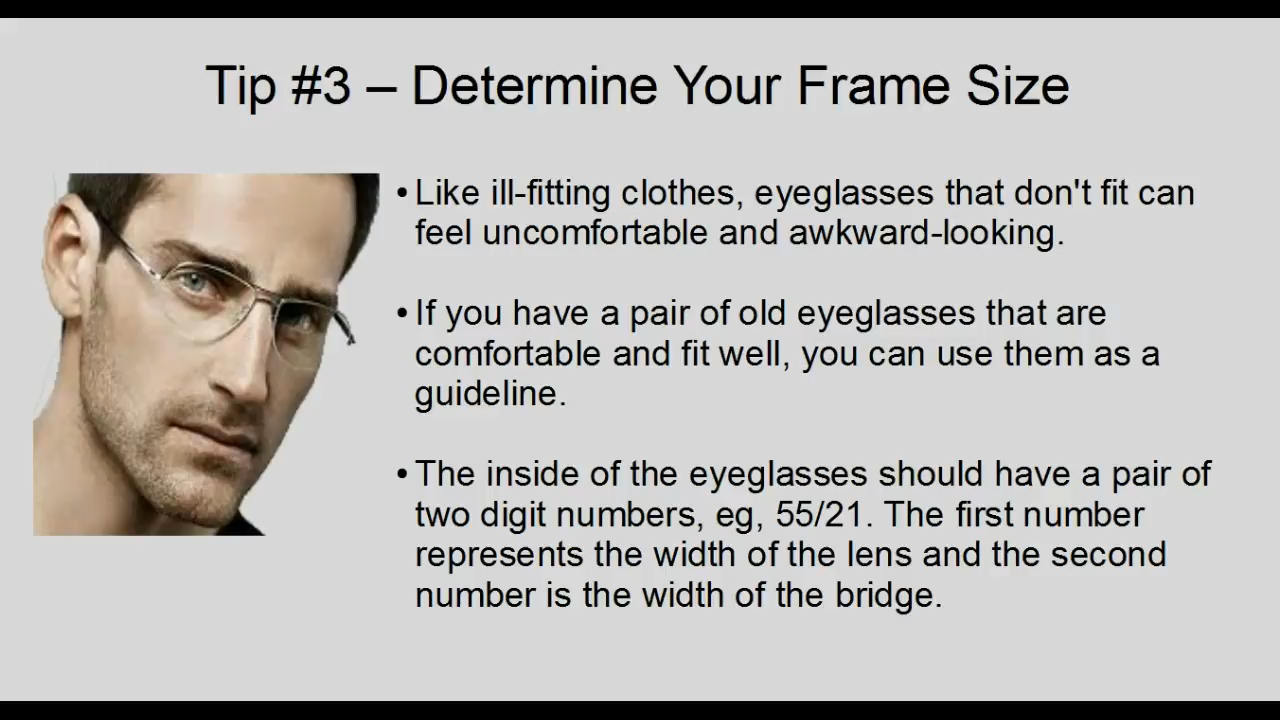 Tip #3 – Determine Your Frame Size
• Like ill-fitting clothes, eyeglasses that don't fit can
feel uncomfortable and awkward-looking.
• If you have a pair of old eyeglasses that are
comfortable and fit well, you can use them as a
guideline.
• The inside of the eyeglasses should have a pair of
two digit numbers, eg, 55/21. The first number
represents the width of the lens and the second
number is the width of the bridge.